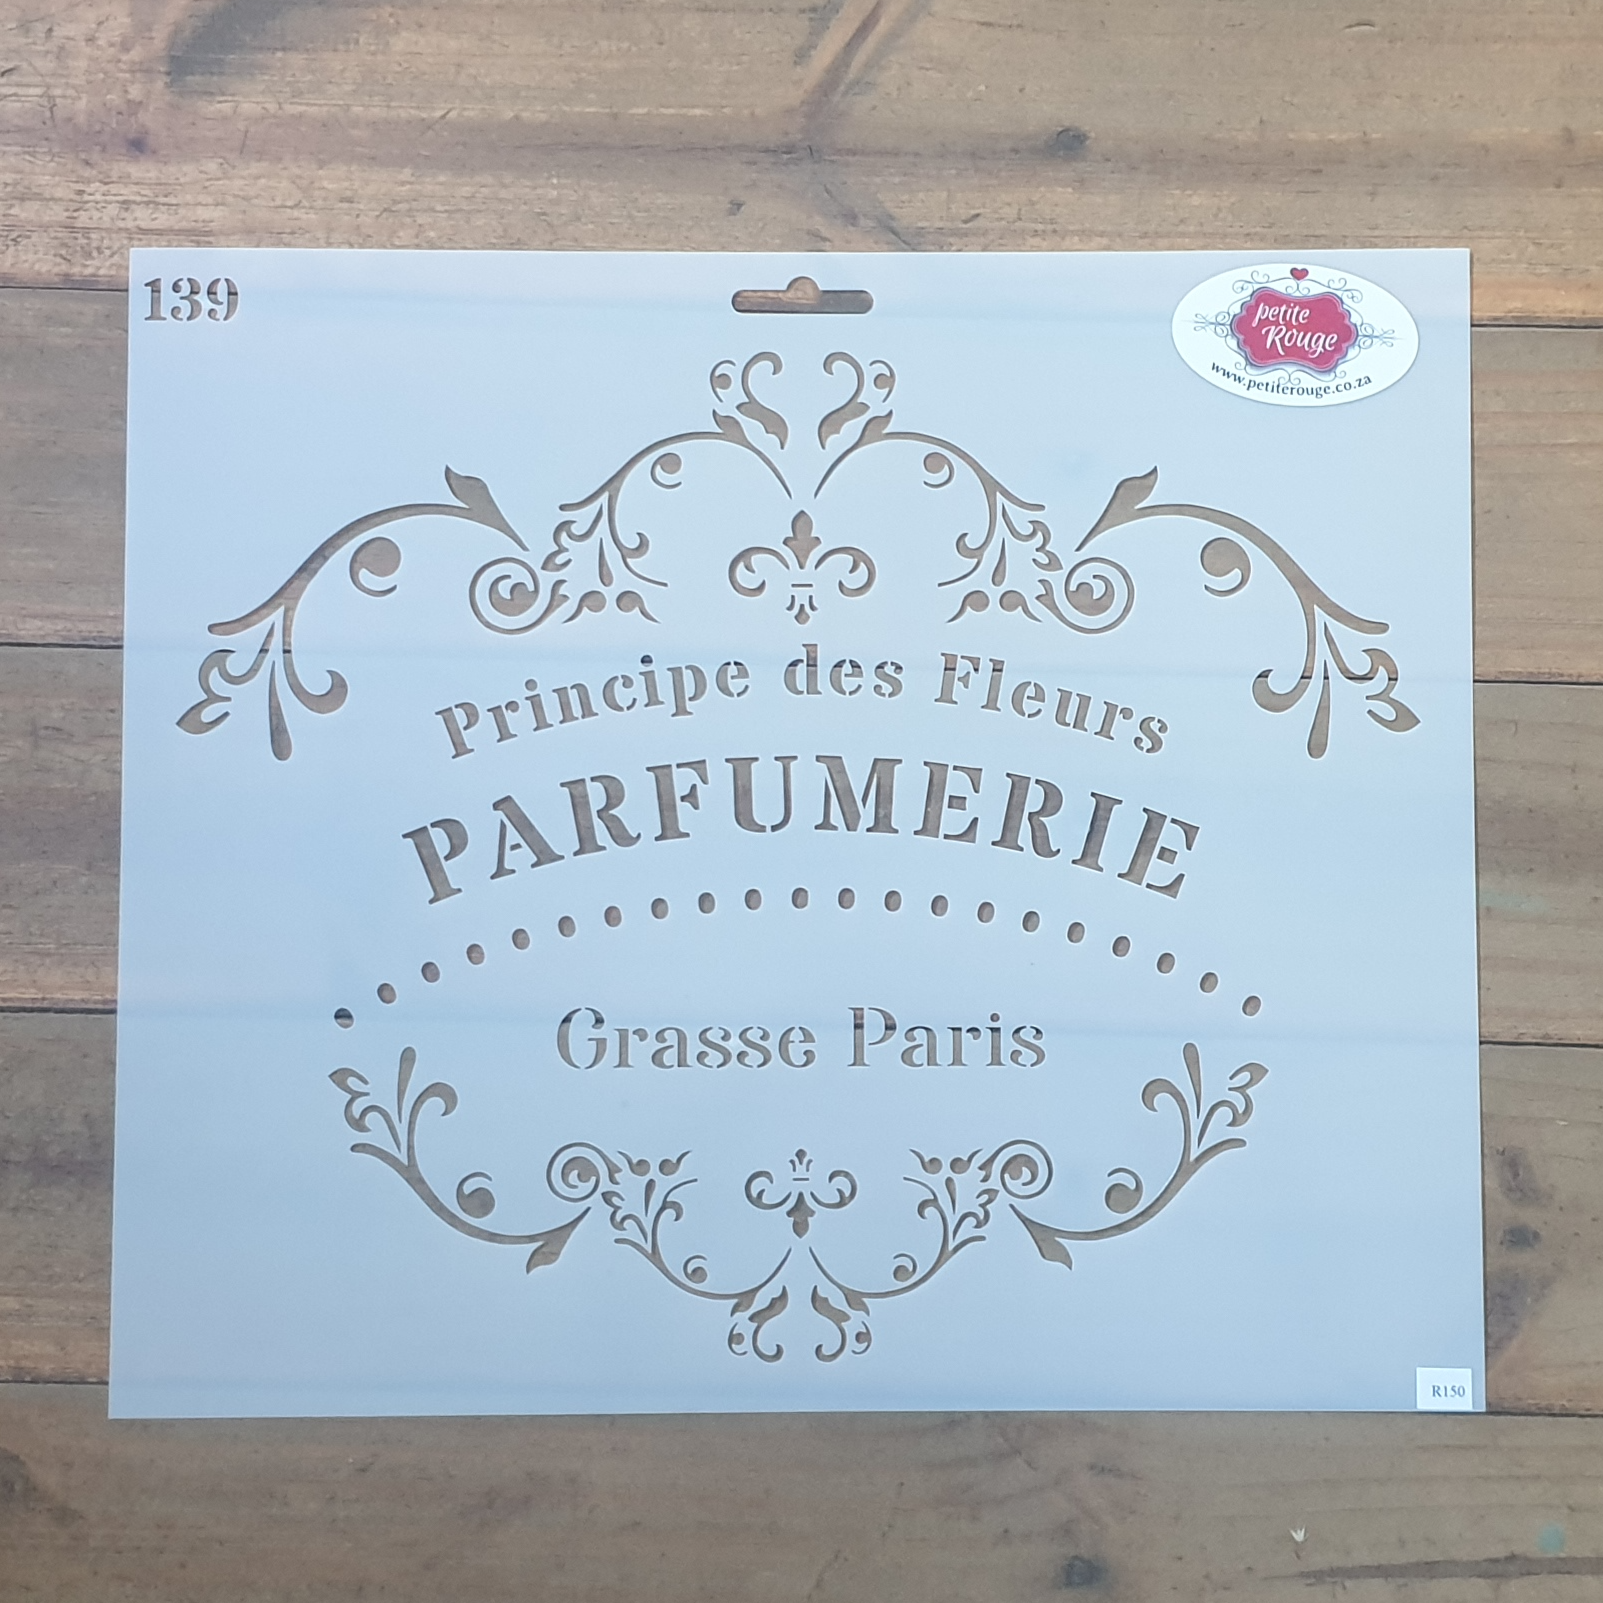 139
petite
Rouge
www.petiterouge.co.za
Principe des Fleurs
PARFUMERIE
Grasse Paris
R150